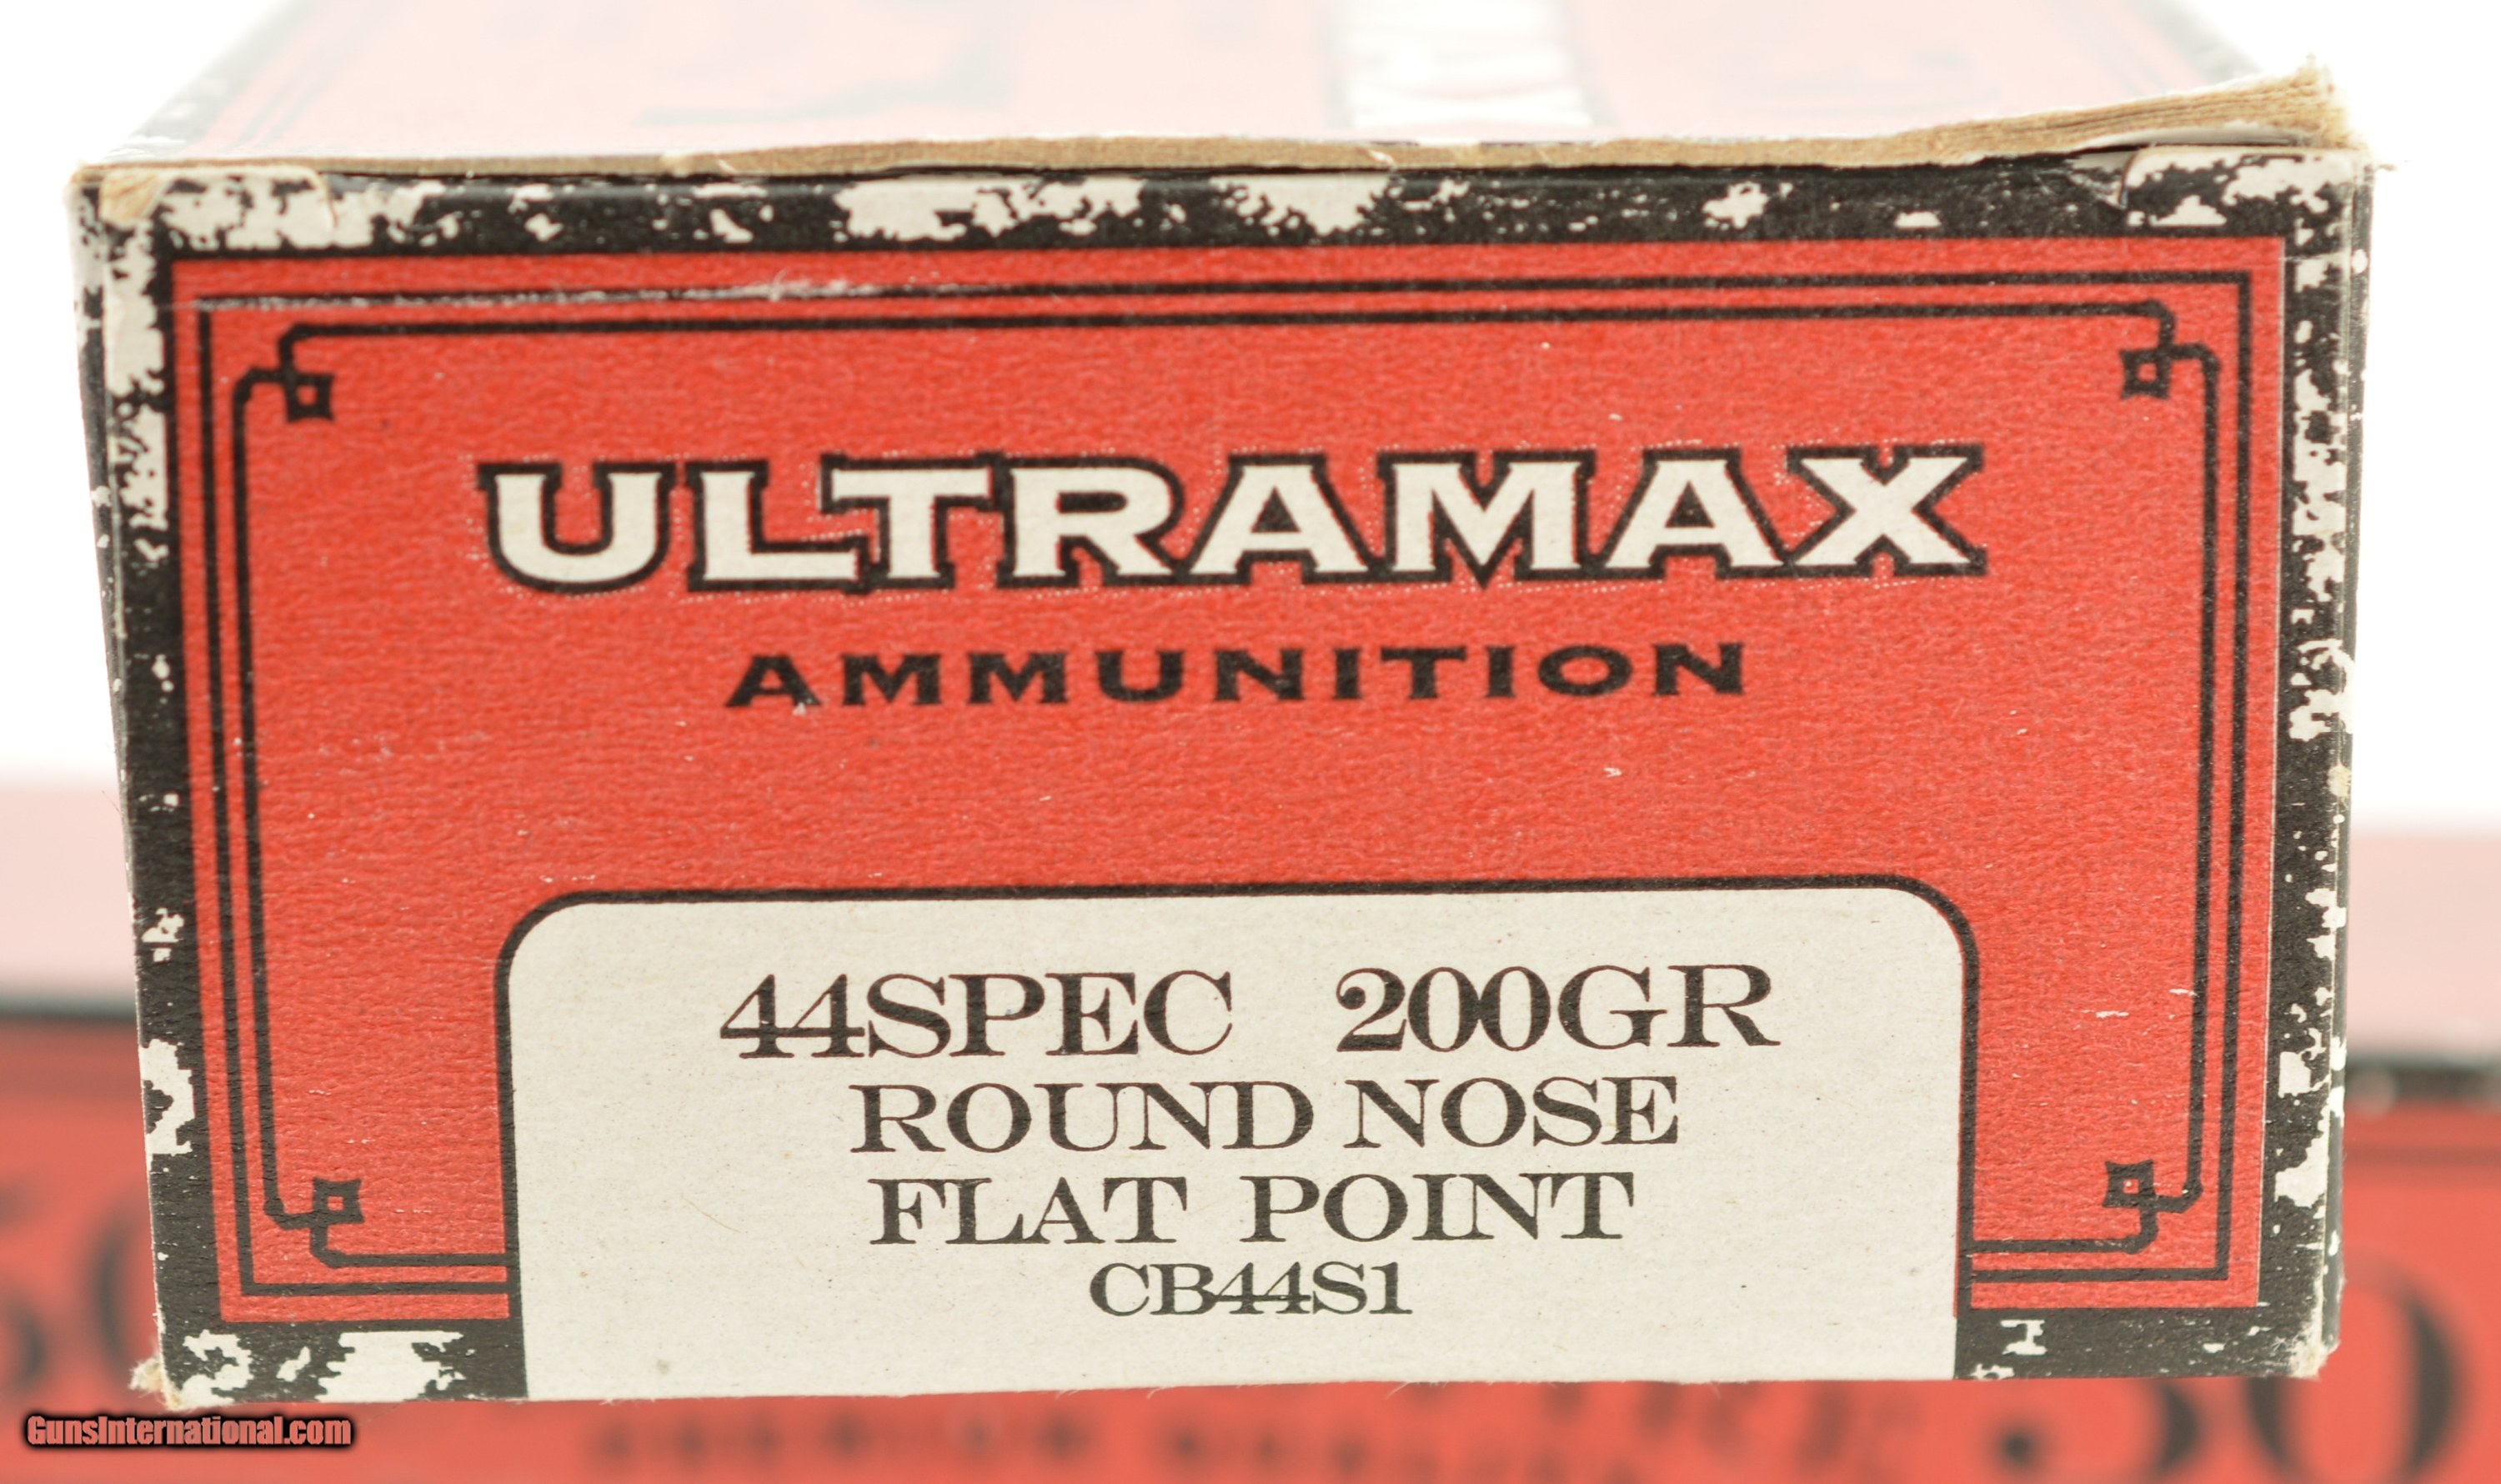 ULTRAMAX
AMMUNITION
44SPEC 200GR
ROUND NOSE
FLAT POINT
CB44S1
GunsInternational.com